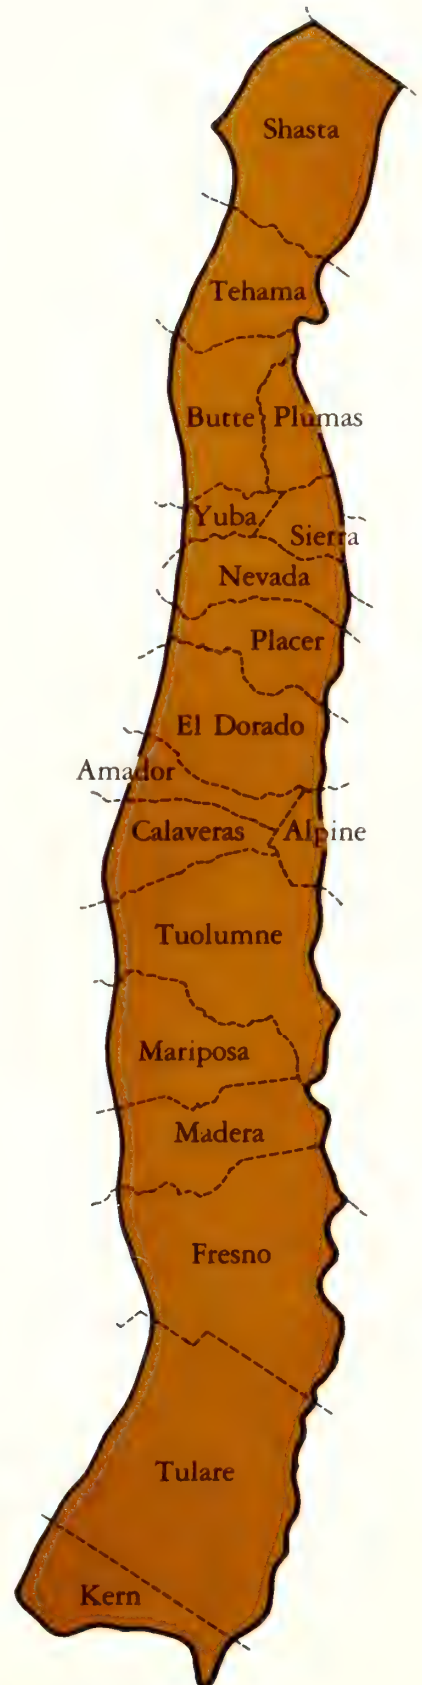 Shasta
Tehama
Butte
Plumas
Yuba
Sierra
Nevada
Placer
El Dorado
Amador
Calaveras
Alpine
Tuolumne
Mariposa
Madera
Fresno
Tulare
Kern